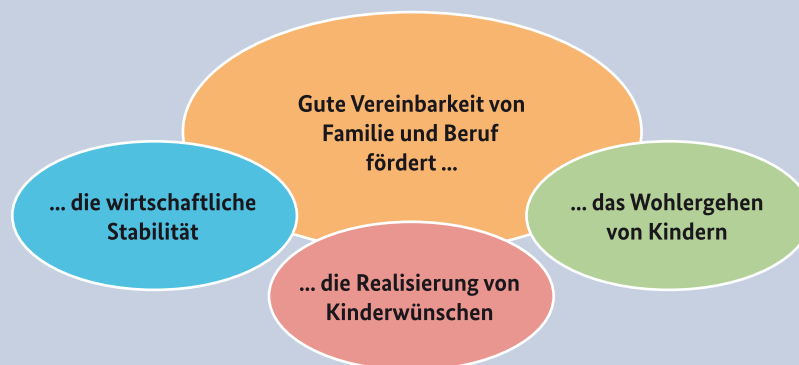 Gute Vereinbarkeit von
Familie und Beruf
fördert ...
... die wirtschaftliche
Stabilität
... das Wohlergehen
von Kindern
... die Realisierung von
Kinderwünschen